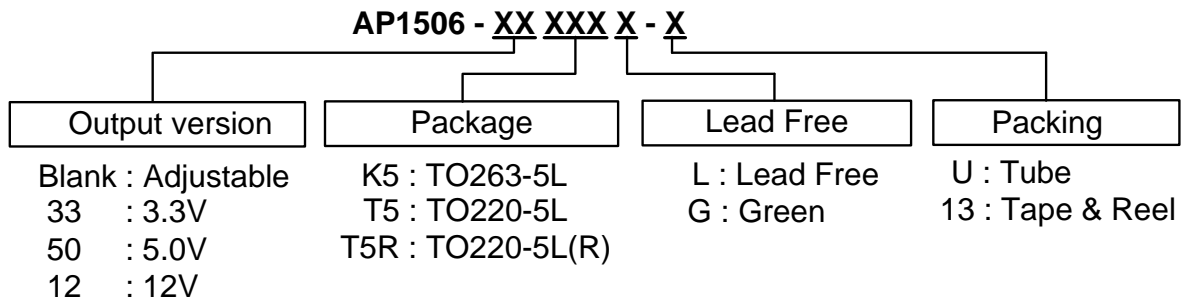 AP1506 - XX XXX X - X
Output version Package Lead Free Packing
Blank : Adjustable K5 : TO263-5L L : Lead Free U : Tube
33 : 3.3V T5 : TO220-5L G : Green 13 : Tape & Reel
50 : 5.0V T5R : TO220-5L(R)
12 : 12V